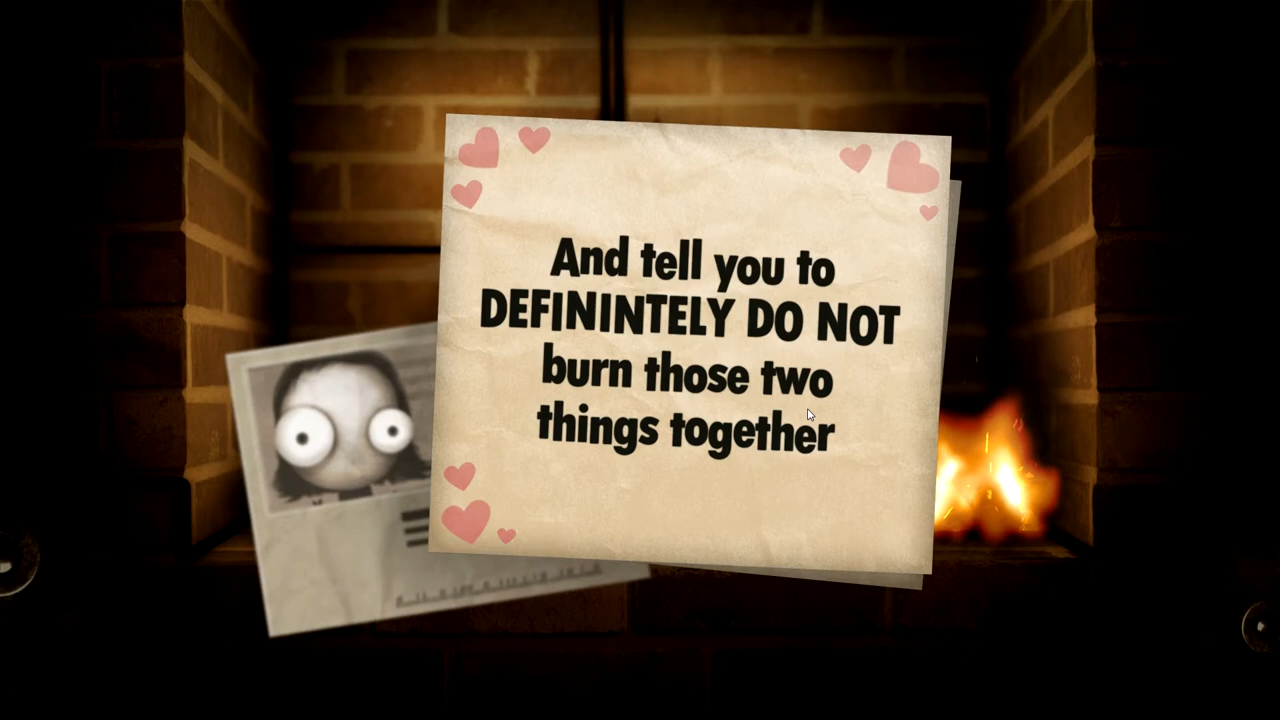 And tell you to
DEFININTELY DO NOT
burn those two
things together